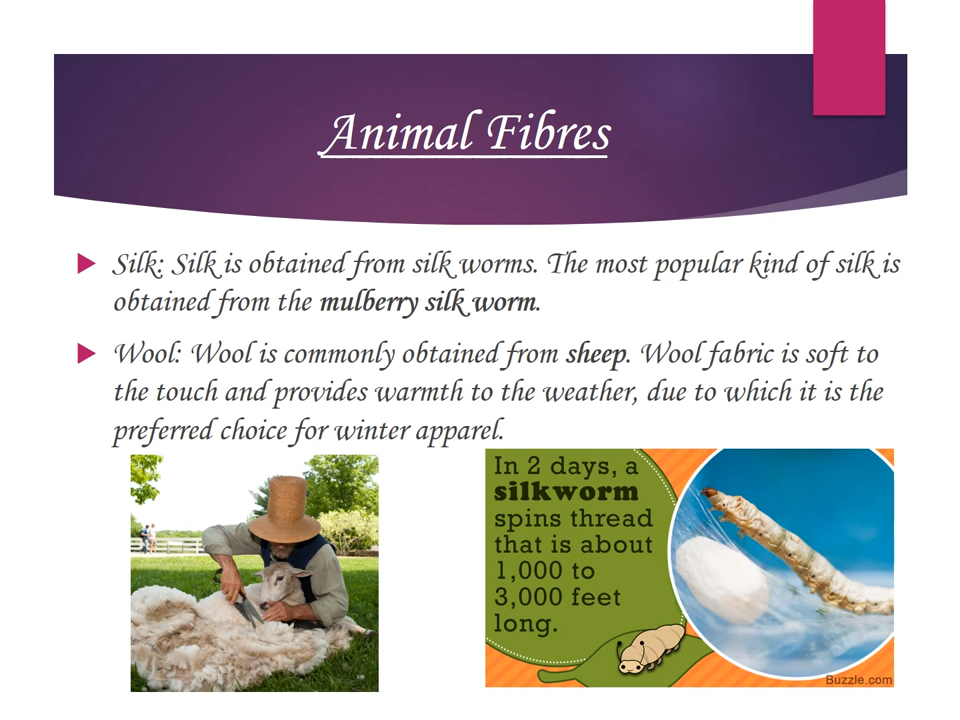 Animal Fibres
Silk: Silk is obtained from silk worms. The most popular kind of silk is
obtained from the mulberry silk worm.
Wool: Wool is commonly obtained from sheep. Wool fabric is soft to
the touch and provides warmth to the weather, due to which it is the
preferred choice for winter apparel.
In 2 days, a
silkworm
spins thread
that is about
1,000 to
3,000 feet
long.
Buzzle.com